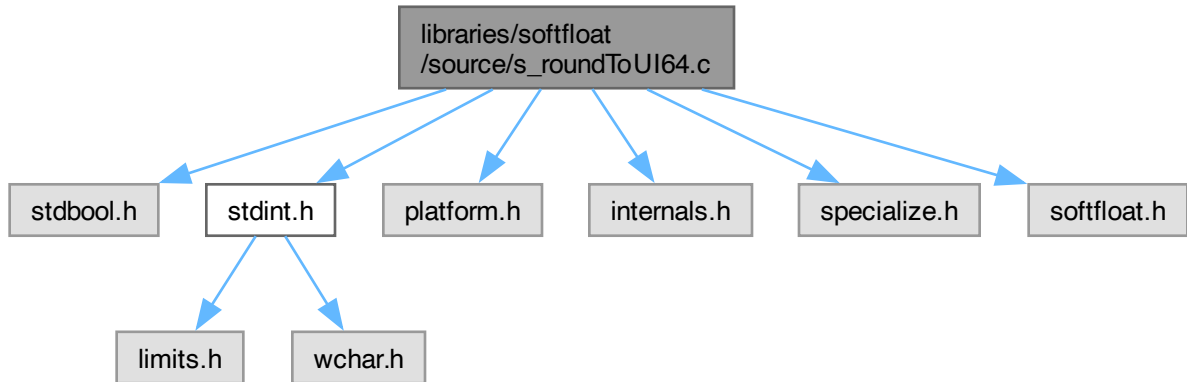 libraries/softfloat
/source/s_roundToUI64.c
stdbool.h
stdint.h
platform.h
internals.h
specialize.h
softfloat.h
limits.h
wchar.h